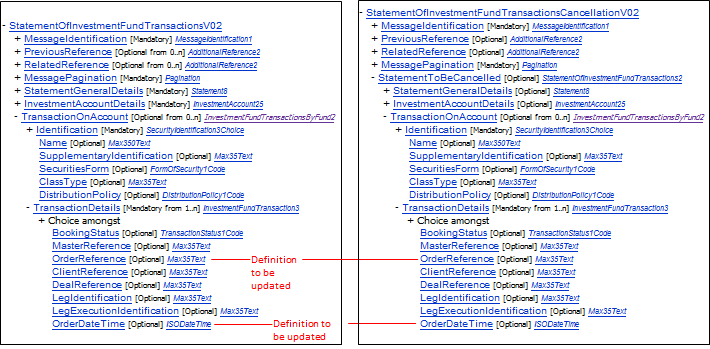 - StatementOfInvestmentFundTransactionsV02
+ MessageIdentification [Mandatory] MessageIdentification1
+ PreviousReference [Optional from 0..n] AdditionalReference2
+ RelatedReference [Optional from 0..n] AdditionalReference2
+ MessagePagination [Mandatory] Pagination
+ StatementGeneralDetails [Mandatory] Statement8
+ InvestmentAccountDetails [Mandatory] InvestmentAccount25
- TransactionOnAccount [Optional from 0..n] InvestmentFundTransactionsByFund2
+ Identification [Mandatory] SecurityIdentification3Choice
Name [Optional] Max350Text
SupplementaryIdentification [Optional] Max35Text
SecuritiesForm [Optional] FormOfSecurity1Code
ClassType [Optional] Max35Text
DistributionPolicy [Optional] DistributionPolicy1Code
- TransactionDetails [Mandatory from 1..n] InvestmentFundTransaction3
+ Choice amongst
BookingStatus [Optional] TransactionStatus1Code
MasterReference [Optional] Max35Text
OrderReference [Optional] Max35Text
ClientReference [Optional] Max35Text
DealReference [Optional] Max35Text
LegIdentification [Optional] Max35Text
LegExecutionIdentification [Optional] Max35Text
OrderDateTime [Optional] ISODateTime
Definition
to be
updated
Definition to
be updated
- StatementOfInvestmentFundTransactionsCancellationV02
+ MessageIdentification [Mandatory] MessageIdentification1
+ PreviousReference [Optional from 0..n] AdditionalReference2
+ RelatedReference [Optional from 0..n] AdditionalReference2
+ MessagePagination [Mandatory] Pagination
- StatementToBeCancelled [Optional] StatementOfInvestmentFundTransactions2
+ StatementGeneralDetails [Mandatory] Statement8
+ InvestmentAccountDetails [Mandatory] InvestmentAccount25
- TransactionOnAccount [Optional from 0..n] InvestmentFundTransactionsByFund2
+ Identification [Mandatory] SecurityIdentification3Choice
Name [Optional] Max350Text
SupplementaryIdentification [Optional] Max35Text
SecuritiesForm [Optional] FormOfSecurity1Code
ClassType [Optional] Max35Text
DistributionPolicy [Optional] DistributionPolicy1Code
- TransactionDetails [Mandatory from 1..n] InvestmentFundTransaction3
+ Choice amongst
BookingStatus [Optional] TransactionStatus1Code
MasterReference [Optional] Max35Text
OrderReference [Optional] Max35Text
ClientReference [Optional] Max35Text
DealReference [Optional] Max35Text
LegIdentification [Optional] Max35Text
LegExecutionIdentification [Optional] Max35Text
OrderDateTime [Optional] ISODateTime